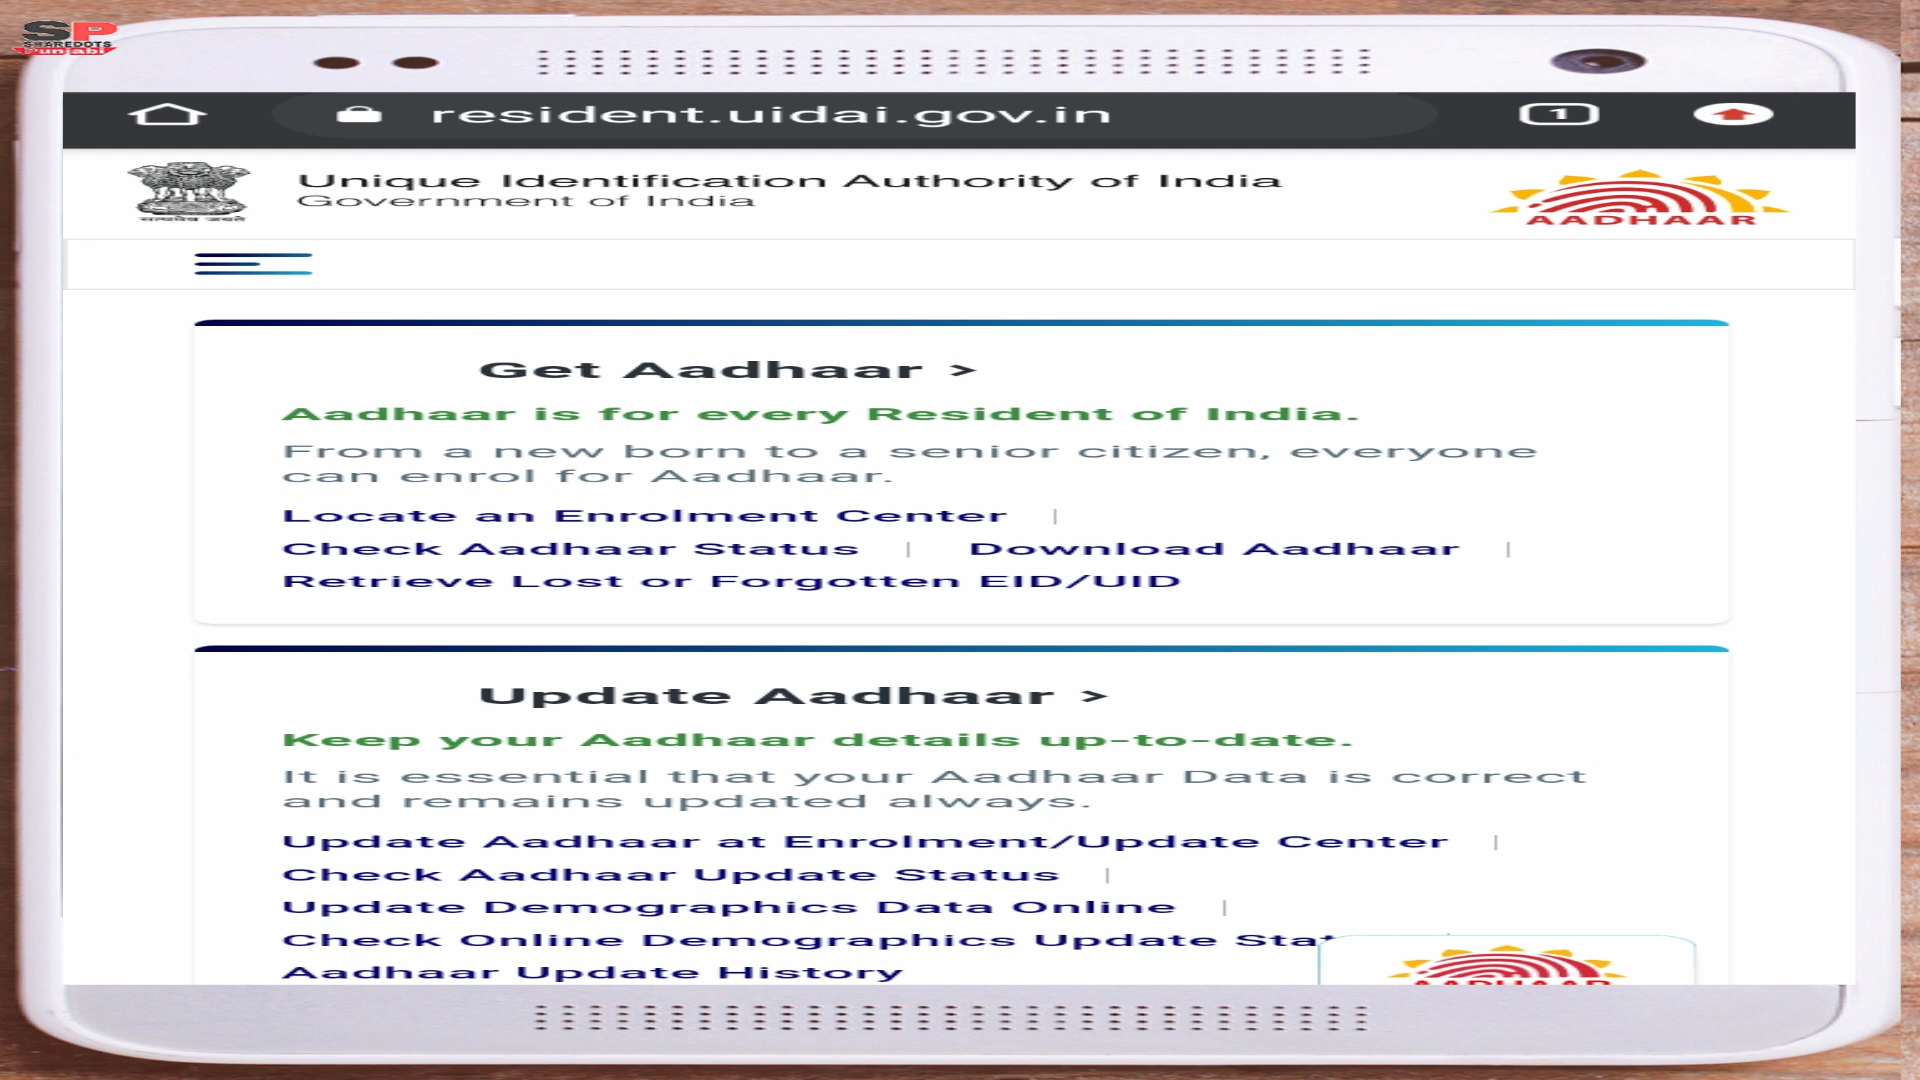 SP
SHAREDOTS
Punjabi
resident.uidai.gov.in
1
Unique Identification Authority of India
Government of India
सत्यमेव जयते
AADHAAR
Get Aadhaar >
Aadhaar is for every Resident of India.
From a new born to a senior citizen, everyone
can enrol for Aadhaar.
Locate an Enrolment Center |
Check Aadhaar Status | Download Aadhaar |
Retrieve Lost or Forgotten EID/UID
Update Aadhaar >
Keep your Aadhaar details up-to-date.
It is essential that your Aadhaar Data is correct
and remains updated always.
Update Aadhaar at Enrolment/Update Center |
Check Aadhaar Update Status |
Update Demographics Data Online |
Check Online Demographics Update
Aadhaar Update History
AADHAAR